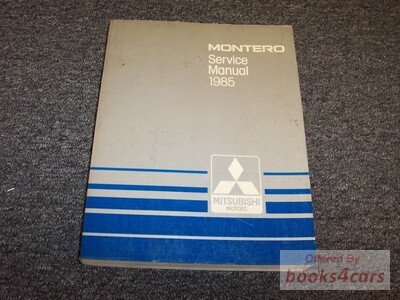 MONTERO
Service
Manual
1985
MITSUBISHI
MOTORS
Offered By
books4cars